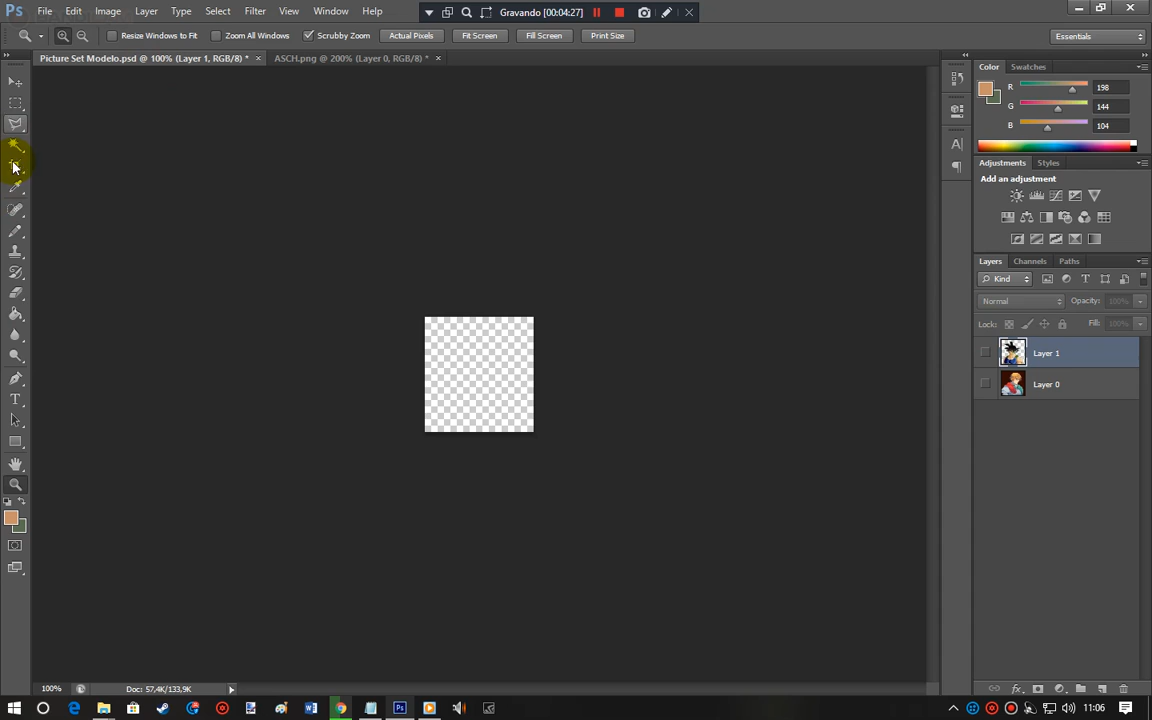 Ps File Edit Image Layer Type Select Filter View Window Help
Gravando [00:04:27]
Resize Windows to Fit Zoom All Windows Scrubby Zoom Actual Pixels Fit Screen Fill Screen Print Size Essentials
Picture Set Modelo.psd @ 100% (Layer 1, RGB/8) * × ASCH.png @ 200% (Layer 0, RGB/8) * ×
Color Swatches
R 198
G 144
B 104
Adjustments Styles
Add an adjustment
Layers Channels Paths
Kind
Normal Opacity: 100%
Lock: Fill: 100%
Layer 1
Layer 0
100% Doc: 57,4K/133,9K
11:06